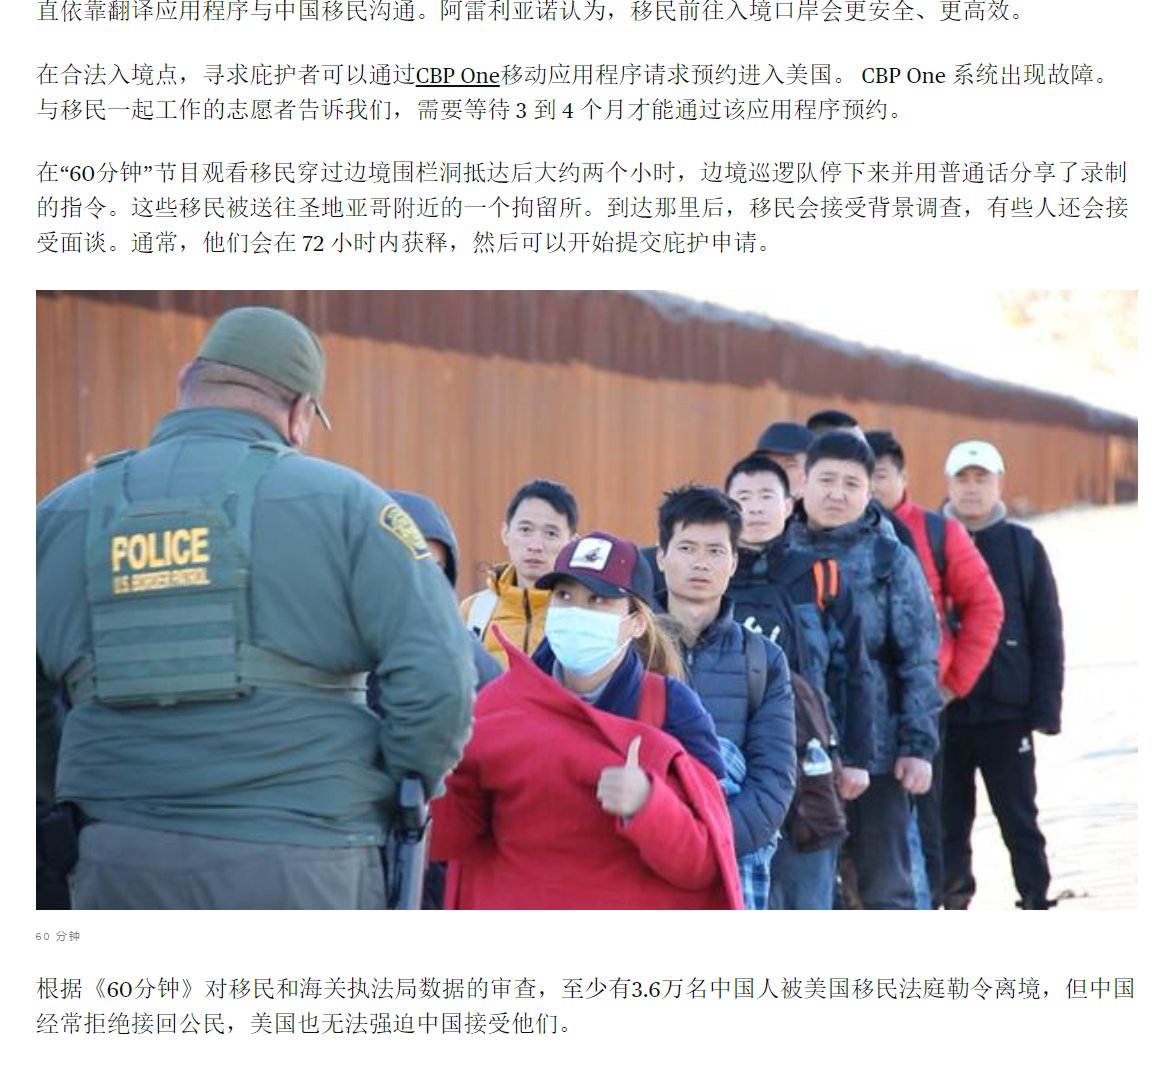 直依靠翻译应用程序与中国移民沟通。阿雷利亚诺认为，移民前往入境口岸会更安全、更高效。
在合法入境点，寻求庇护者可以通过CBP One移动应用程序请求预约进入美国。 CBP One 系统出现故障。
与移民一起工作的志愿者告诉我们，需要等待 3 到 4 个月才能通过该应用程序预约。
在“60分钟”节目观看移民穿过边境围栏洞抵达后大约两个小时，边境巡逻队停下来并用普通话分享了录制
的指令。这些移民被送往圣地亚哥附近的一个拘留所。到达那里后，移民会接受背景调查，有些人还会接
受面谈。通常，他们会在 72 小时内获释，然后可以开始提交庇护申请。
POLICE
U.S. BORDER PATROL
60 分钟
根据《60分钟》对移民和海关执法局数据的审查，至少有3.6万名中国人被美国移民法庭勒令离境，但中国
经常拒绝接回公民，美国也无法强迫中国接受他们。